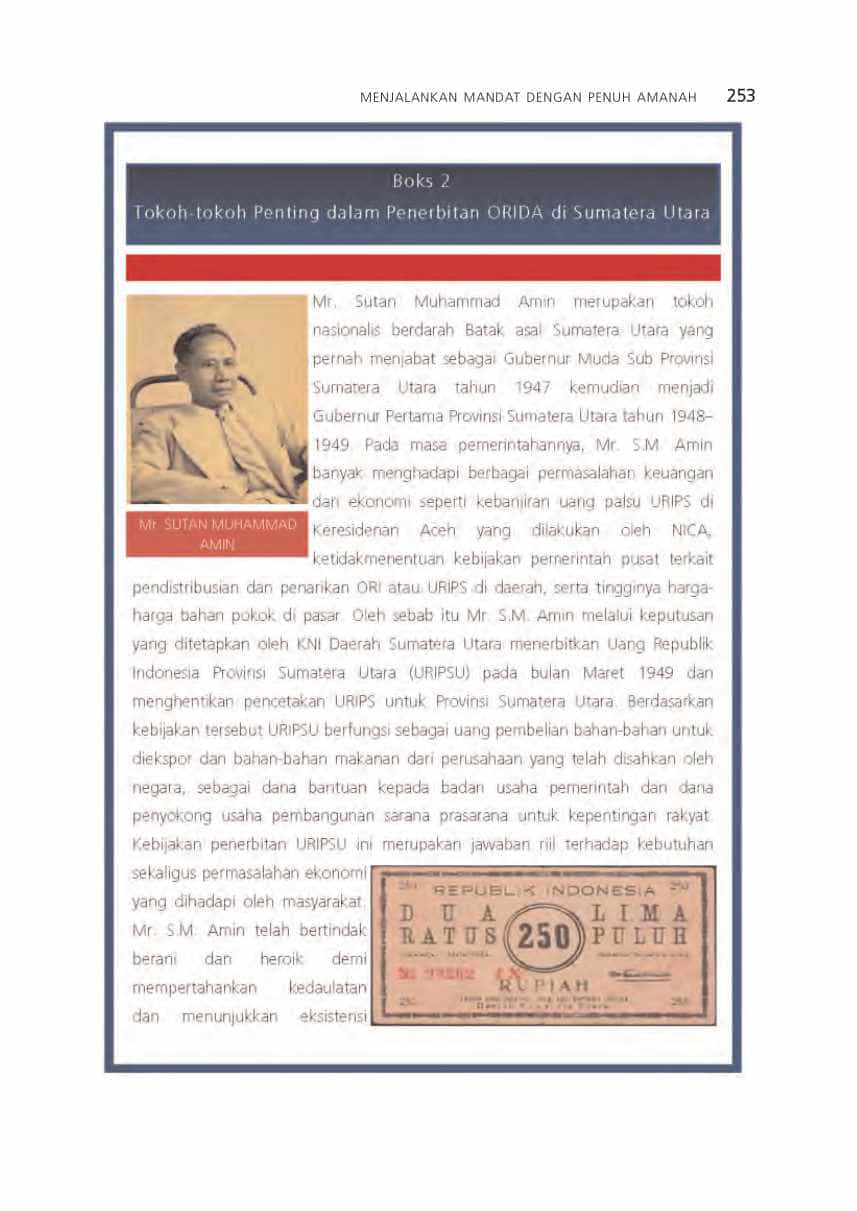 MENJALANKAN MANDAT DENGAN PENUH AMANAH 253
Boks 2
Tokoh-tokoh Penting dalam Penerbitan ORIDA di Sumatera Utara
Mr. Sutan Muhammad Amin merupakan tokoh
nasionalis berdarah Batak asal Sumatera Utara yang
pernah menjabat sebagai Gubernur Muda Sub Provinsi
Sumatera Utara tahun 1947 kemudian menjadi
Gubernur Pertama Provinsi Sumatera Utara tahun 1948–
1949. Pada masa pemerintahannya, Mr. S.M. Amin
banyak menghadapi berbagai permasalahan keuangan
dan ekonomi seperti kebanjiran uang palsu URIPS di
Keresidenan Aceh yang dilakukan oleh NICA,
ketidakmenentuan kebijakan pemerintah pusat terkait
Mr. SUTAN MUHAMMAD
AMIN
pendistribusian dan penarikan ORI atau URIPS di daerah, serta tingginya harga-
harga bahan pokok di pasar. Oleh sebab itu Mr. S.M. Amin melalui keputusan
yang ditetapkan oleh KNI Daerah Sumatera Utara menerbitkan Uang Republik
Indonesia Provinsi Sumatera Utara (URIPSU) pada bulan Maret 1949 dan
menghentikan pencetakan URIPS untuk Provinsi Sumatera Utara. Berdasarkan
kebijakan tersebut URIPSU berfungsi sebagai uang pembelian bahan-bahan untuk
diekspor dan bahan-bahan makanan dari perusahaan yang telah disahkan oleh
negara, sebagai dana bantuan kepada badan usaha pemerintah dan dana
penyokong usaha pembangunan sarana prasarana untuk kepentingan rakyat.
Kebijakan penerbitan URIPSU ini merupakan jawaban riil terhadap kebutuhan
sekaligus permasalahan ekonomi
yang dihadapi oleh masyarakat.
Mr. S.M. Amin telah bertindak
berani dan heroik demi
mempertahankan kedaulatan
dan menunjukkan eksistensi
250 REPUBLIK INDONESIA 250
DUA LIMA
RATUS 250 PULUH
RUPIAH
250 250